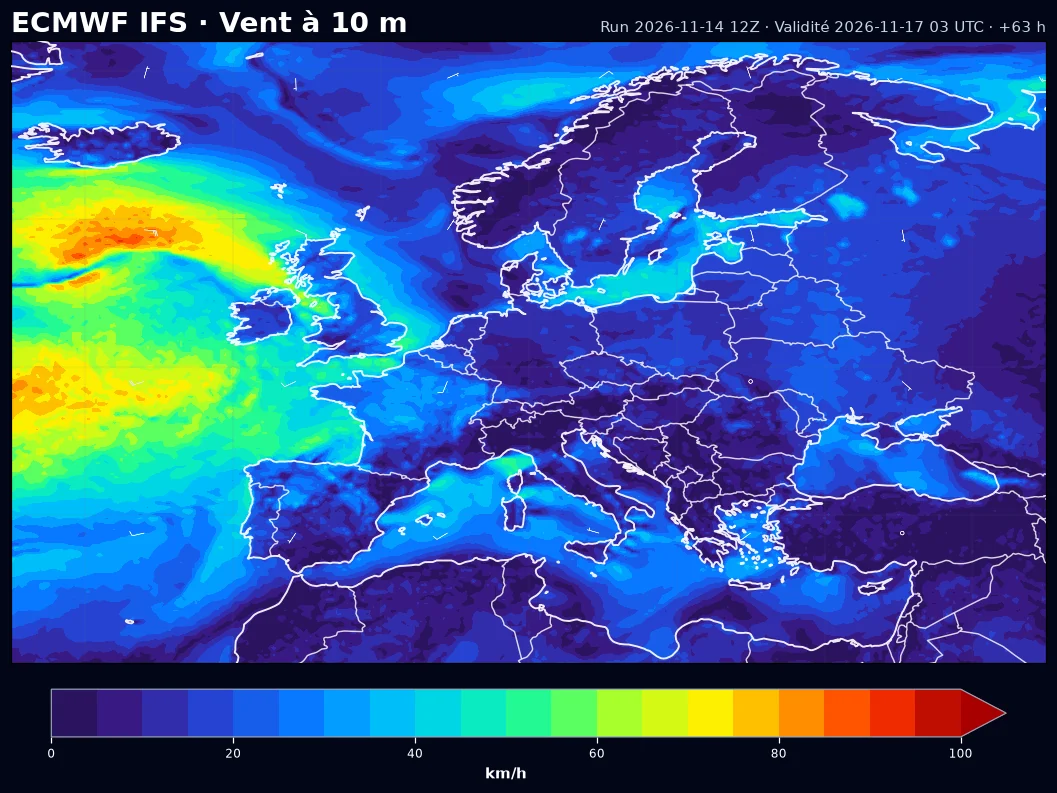 ECMWF IFS · Vent à 10 m
Run 2026-11-14 12Z · Validité 2026-11-17 03 UTC · +63 h
0 20 40 60 80 100
km/h